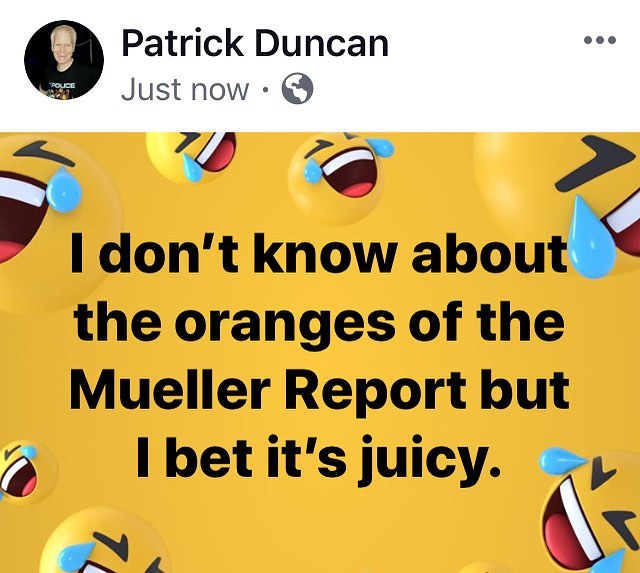 Patrick Duncan
Just now ·
POLICE
I don't know about
the oranges of the
Mueller Report but
I bet it's juicy.